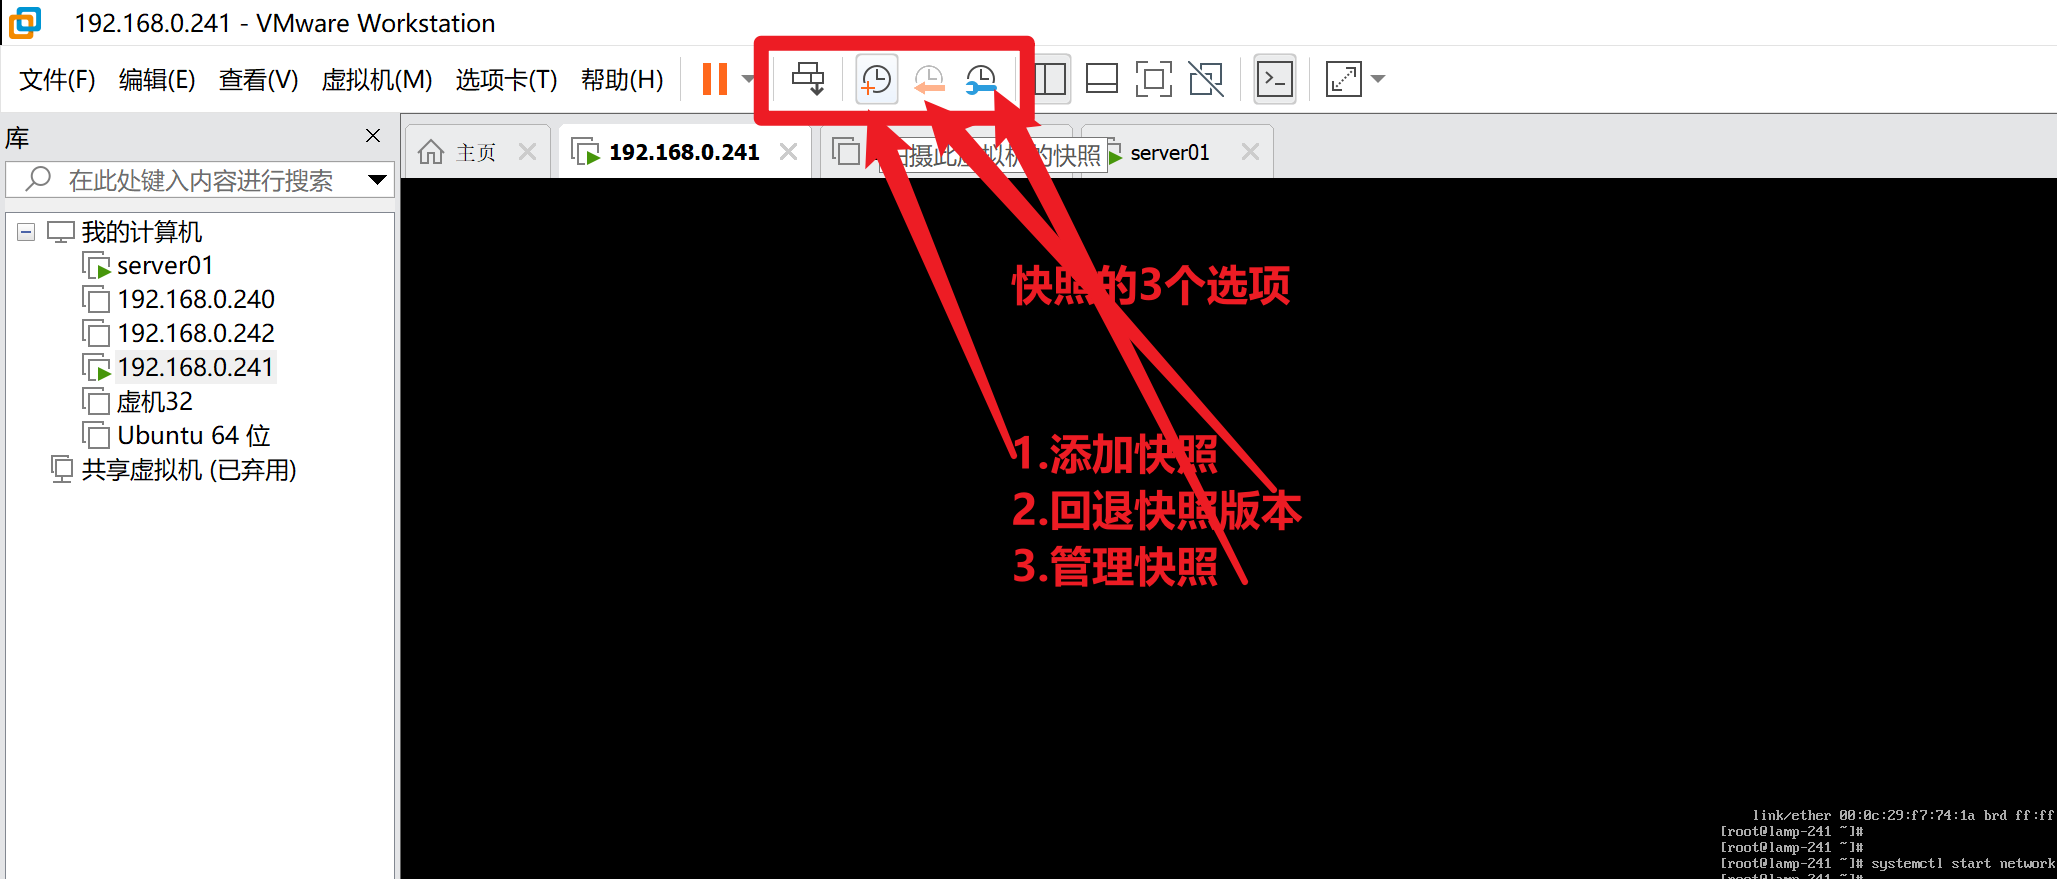 192.168.0.241 - VMware Workstation
文件(F) 编辑(E) 查看(V) 虚拟机(M) 选项卡(T) 帮助(H)
库
在此处键入内容进行搜索
主页
192.168.0.241
拍摄此虚拟机的快照
server01
我的计算机
server01
192.168.0.240
192.168.0.242
192.168.0.241
虚机32
Ubuntu 64 位
共享虚拟机 (已弃用)
快照的3个选项
1.添加快照
2.回退快照版本
3.管理快照
link/ether 00:0c:29:f7:74:1a brd ff:ff
[root@lamp-241 ~]#
[root@lamp-241 ~]#
[root@lamp-241 ~]# systemctl start network
[root@lamp-241 ~]#